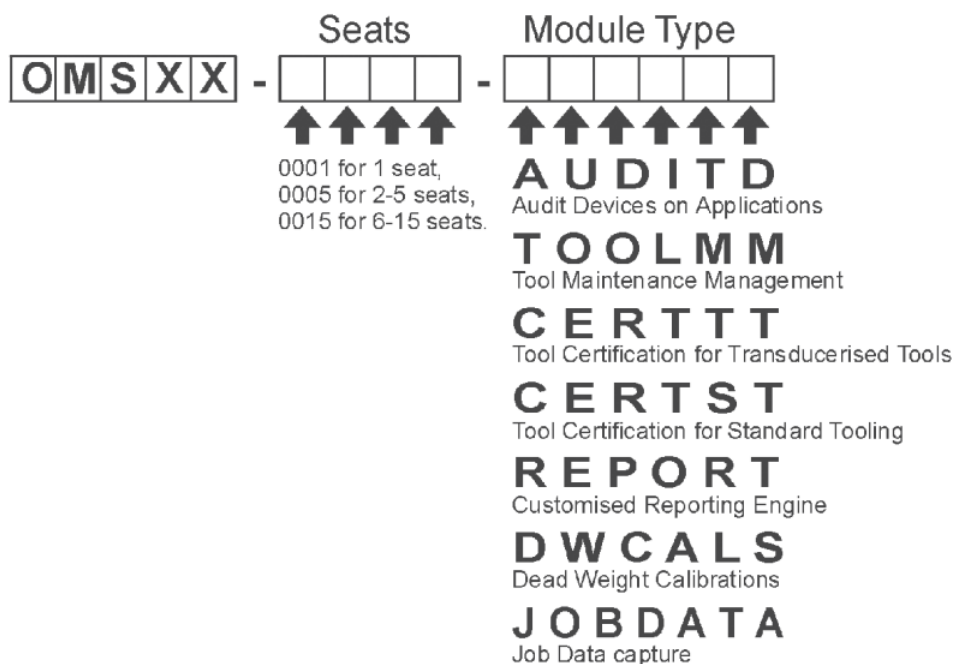 Seats Module Type
OMSXX - -
0001 for 1 seat,
0005 for 2-5 seats,
0015 for 6-15 seats.
AUDITD
Audit Devices on Applications
TOOLMM
Tool Maintenance Management
CERTTT
Tool Certification for Transducerised Tools
CERTST
Tool Certification for Standard Tooling
REPORT
Customised Reporting Engine
DWCALS
Dead Weight Calibrations
JOBDATA
Job Data capture